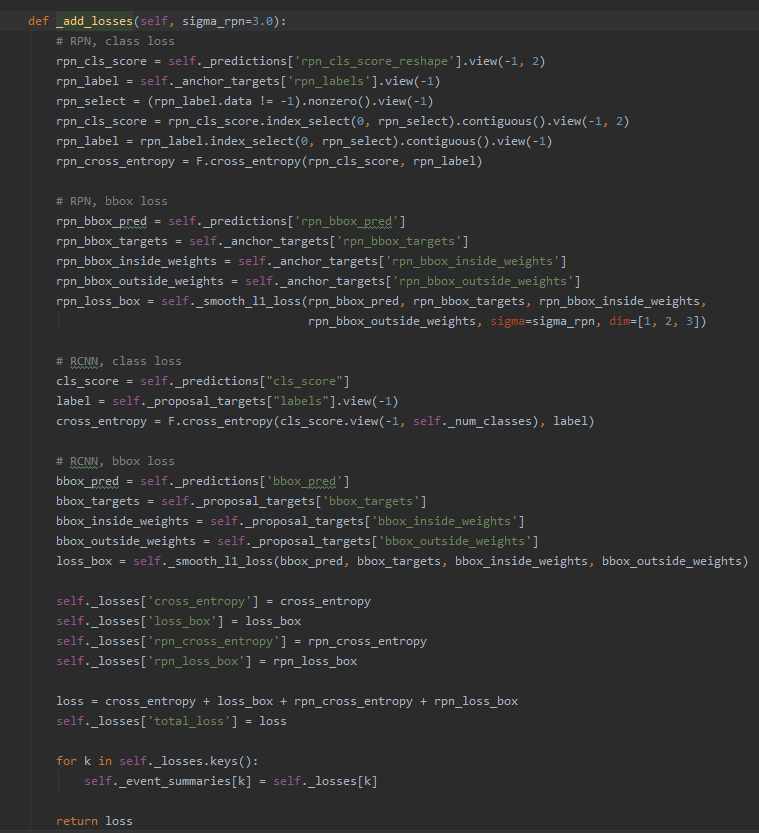 def _add_losses(self, sigma_rpn=3.0):
# RPN, class loss
rpn_cls_score = self._predictions['rpn_cls_score_reshape'].view(-1, 2)
rpn_label = self._anchor_targets['rpn_labels'].view(-1)
rpn_select = (rpn_label.data != -1).nonzero().view(-1)
rpn_cls_score = rpn_cls_score.index_select(0, rpn_select).contiguous().view(-1, 2)
rpn_label = rpn_label.index_select(0, rpn_select).contiguous().view(-1)
rpn_cross_entropy = F.cross_entropy(rpn_cls_score, rpn_label)
# RPN, bbox loss
rpn_bbox_pred = self._predictions['rpn_bbox_pred']
rpn_bbox_targets = self._anchor_targets['rpn_bbox_targets']
rpn_bbox_inside_weights = self._anchor_targets['rpn_bbox_inside_weights']
rpn_bbox_outside_weights = self._anchor_targets['rpn_bbox_outside_weights']
rpn_loss_box = self._smooth_l1_loss(rpn_bbox_pred, rpn_bbox_targets, rpn_bbox_inside_weights,
rpn_bbox_outside_weights, sigma=sigma_rpn, dim=[1, 2, 3])
# RCNN, class loss
cls_score = self._predictions["cls_score"]
label = self._proposal_targets["labels"].view(-1)
cross_entropy = F.cross_entropy(cls_score.view(-1, self._num_classes), label)
# RCNN, bbox loss
bbox_pred = self._predictions['bbox_pred']
bbox_targets = self._proposal_targets['bbox_targets']
bbox_inside_weights = self._proposal_targets['bbox_inside_weights']
bbox_outside_weights = self._proposal_targets['bbox_outside_weights']
loss_box = self._smooth_l1_loss(bbox_pred, bbox_targets, bbox_inside_weights, bbox_outside_weights)
self._losses['cross_entropy'] = cross_entropy
self._losses['loss_box'] = loss_box
self._losses['rpn_cross_entropy'] = rpn_cross_entropy
self._losses['rpn_loss_box'] = rpn_loss_box
loss = cross_entropy + loss_box + rpn_cross_entropy + rpn_loss_box
self._losses['total_loss'] = loss
for k in self._losses.keys():
self._event_summaries[k] = self._losses[k]
return loss